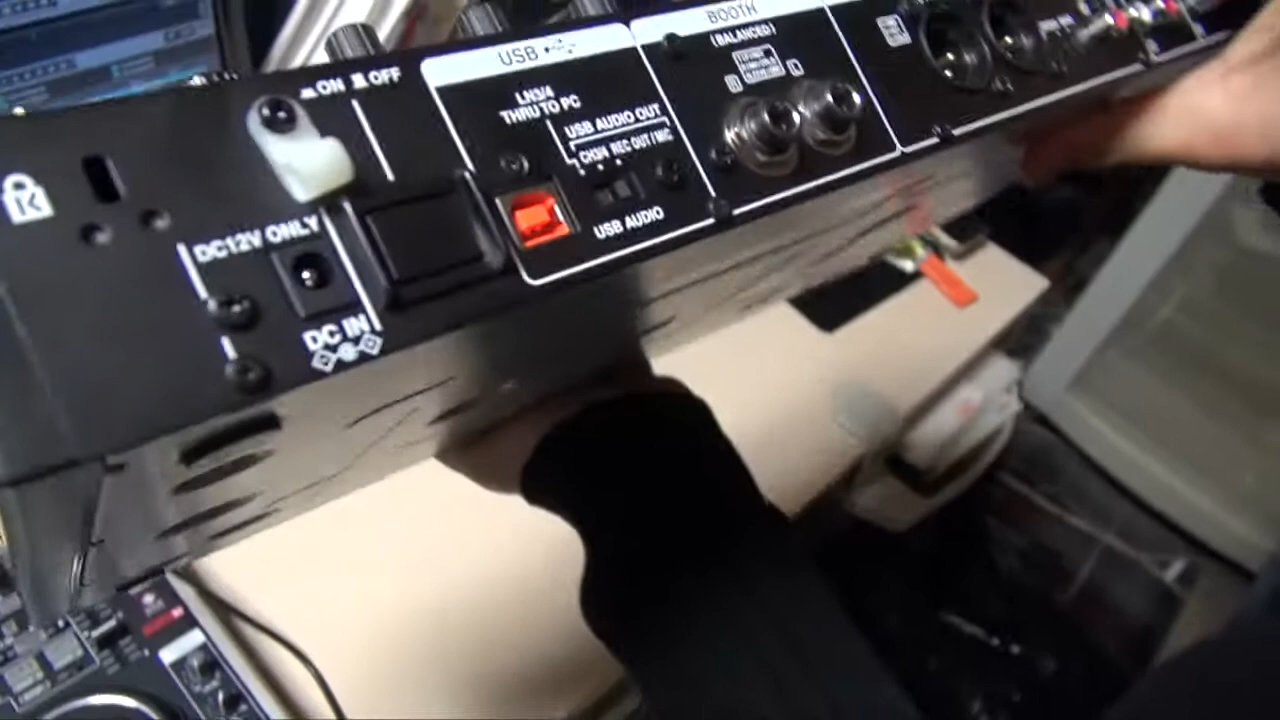 ON OFF
USB
LN3/4
THRU TO PC
USB AUDIO OUT
CH3/4 REC OUT/MIC
USB AUDIO
BOOTH
(BALANCED)
R
L
K
DC12V ONLY
DC IN